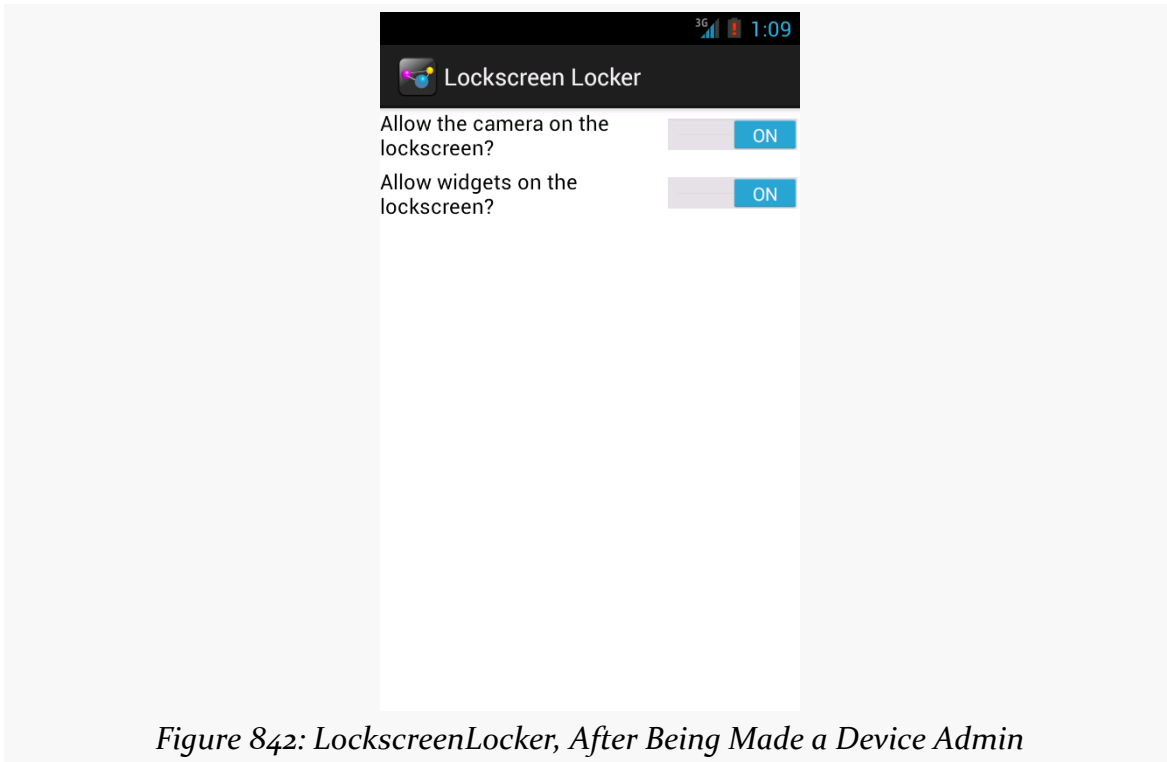 3G 1:09
Lockscreen Locker
Allow the camera on the
lockscreen?
ON
Allow widgets on the
lockscreen?
ON
Figure 842: LockscreenLocker, After Being Made a Device Admin